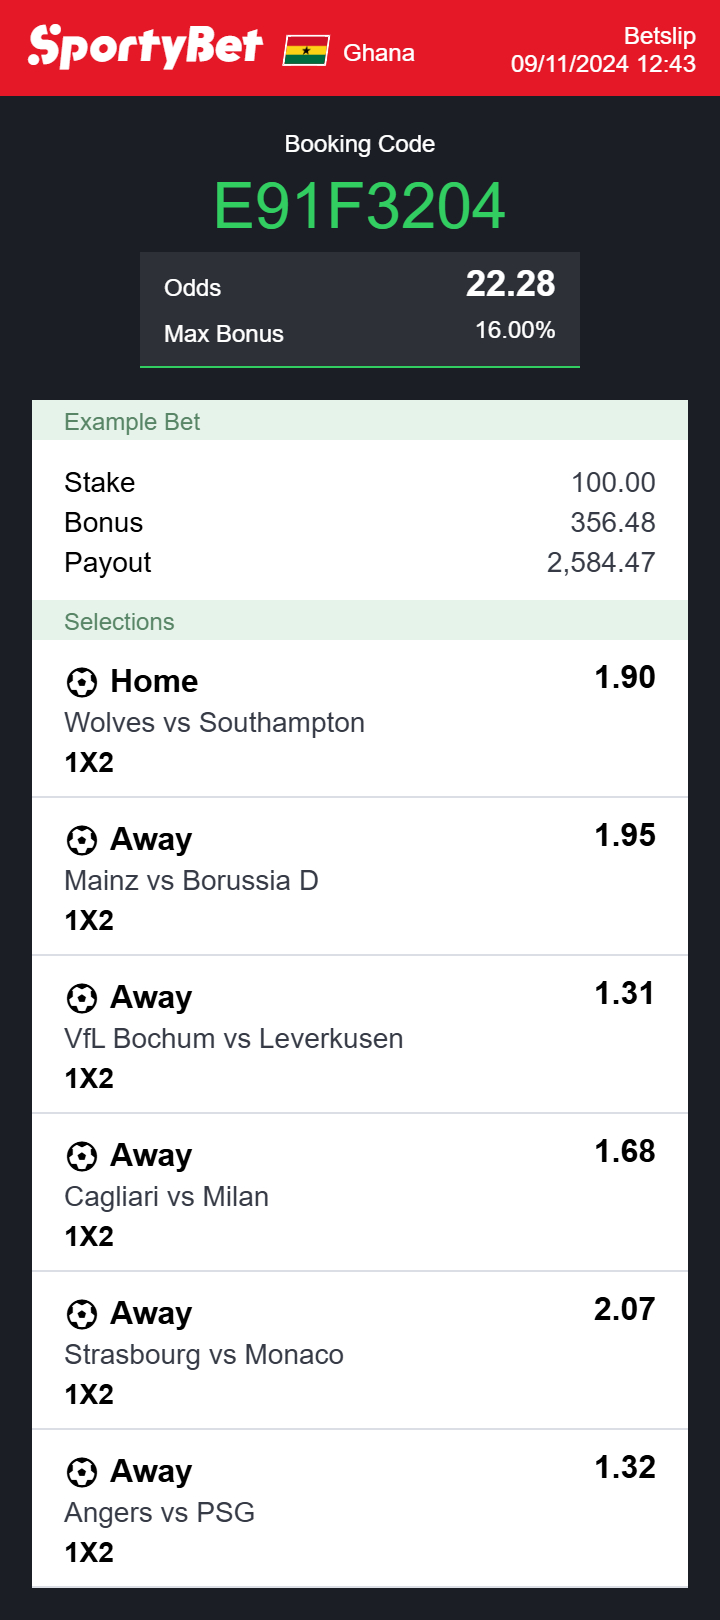 SportyBet Ghana Betslip
09/11/2024 12:43
Booking Code
E91F3204
Odds 22.28
Max Bonus 16.00%
Example Bet
Stake 100.00
Bonus 356.48
Payout 2,584.47
Selections
Home 1.90
Wolves vs Southampton
1X2
Away 1.95
Mainz vs Borussia D
1X2
Away 1.31
VfL Bochum vs Leverkusen
1X2
Away 1.68
Cagliari vs Milan
1X2
Away 2.07
Strasbourg vs Monaco
1X2
Away 1.32
Angers vs PSG
1X2